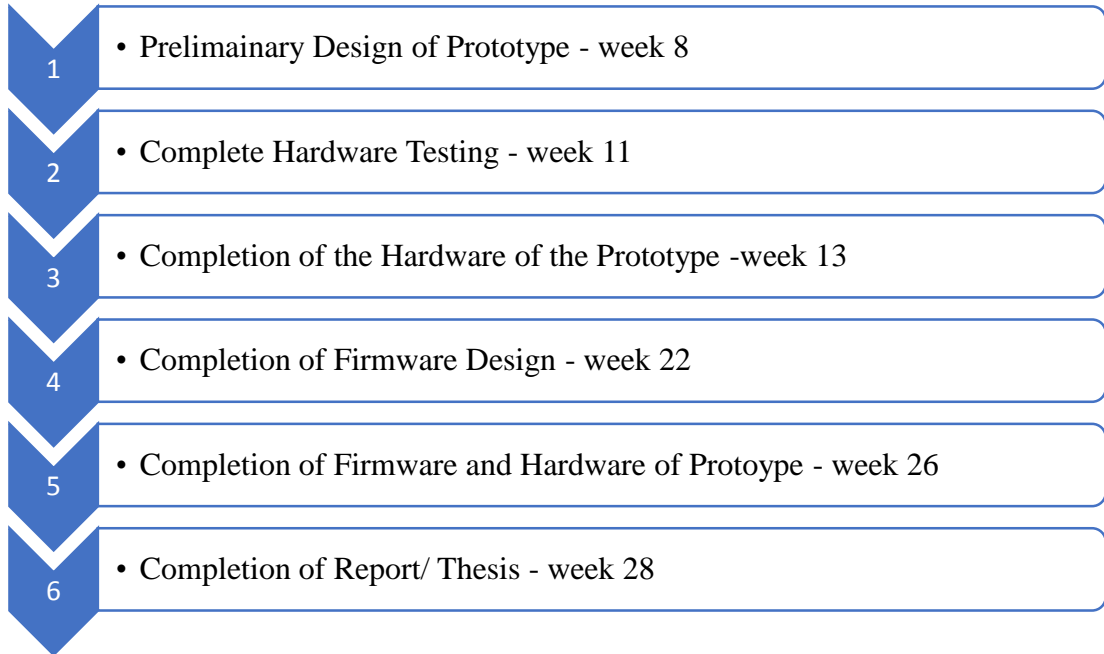 1
• Prelimainary Design of Prototype - week 8
2
• Complete Hardware Testing - week 11
3
• Completion of the Hardware of the Prototype -week 13
4
• Completion of Firmware Design - week 22
5
• Completion of Firmware and Hardware of Protoype - week 26
6
• Completion of Report/ Thesis - week 28